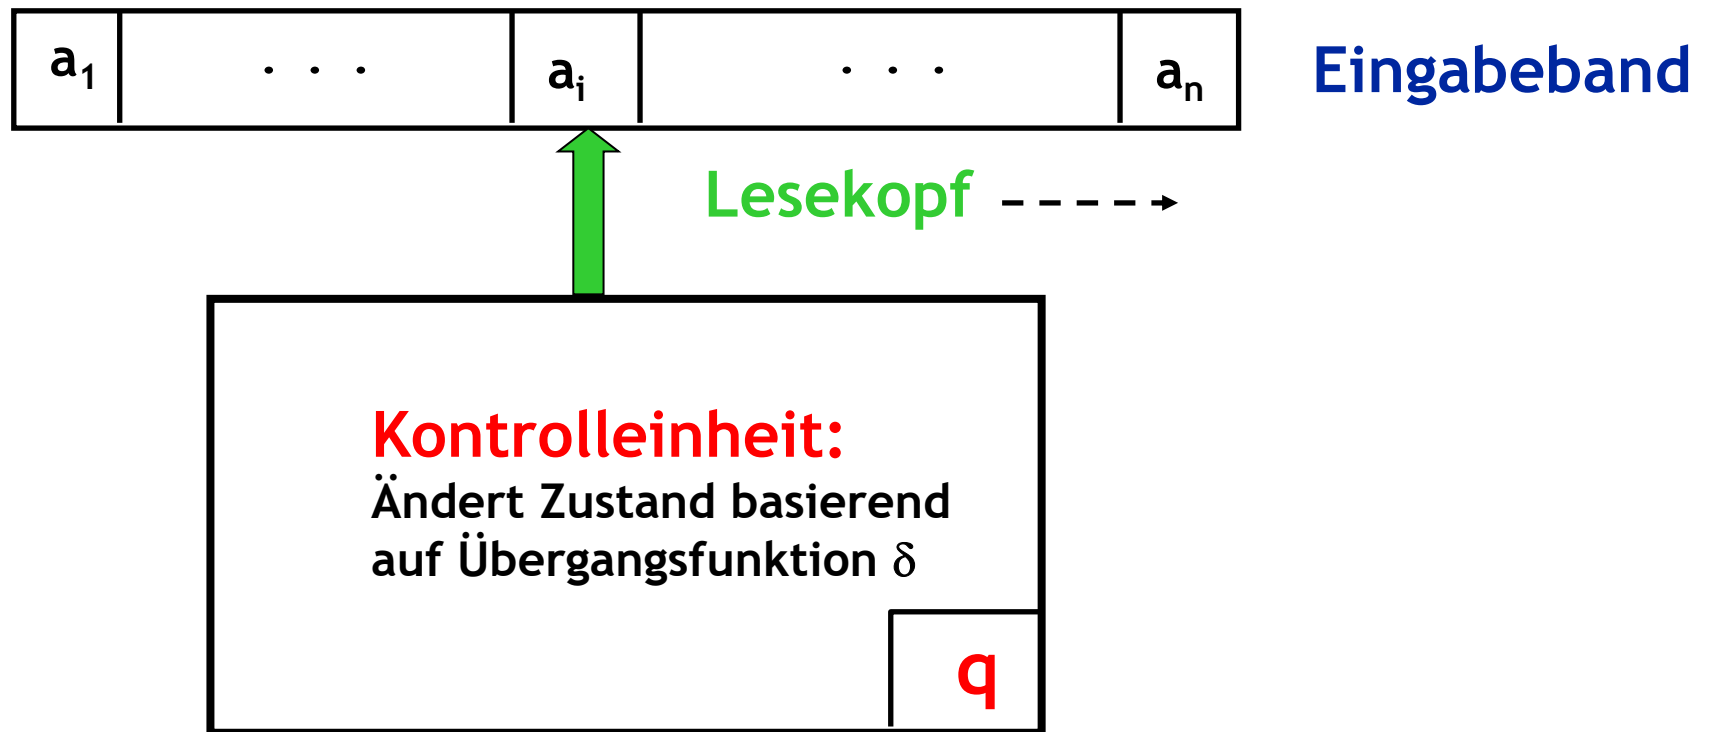 a₁ . . . aᵢ . . . aₙ Eingabeband
Lesekopf
Kontrolleinheit:
Ändert Zustand basierend
auf Übergangsfunktion δ
q